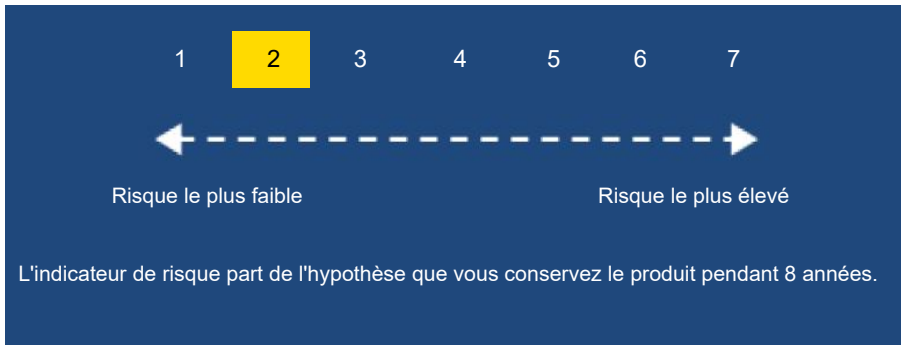 1 2 3 4 5 6 7
Risque le plus faible Risque le plus élevé
L'indicateur de risque part de l'hypothèse que vous conservez le produit pendant 8 années.